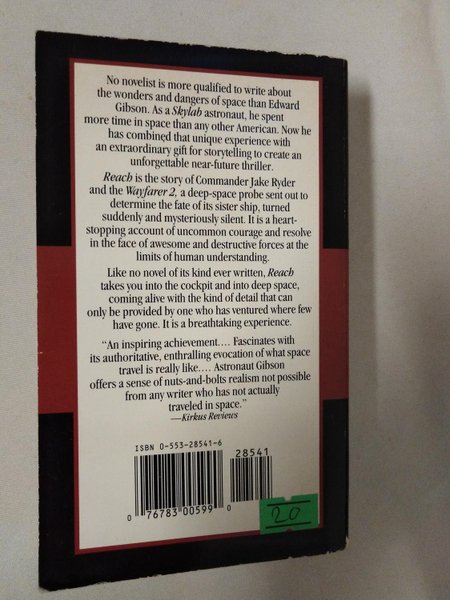 No novelist is more qualified to write about
the wonders and dangers of space than Edward
Gibson. As a Skylab astronaut, he spent
more time in space than any other American. Now he
has combined that unique experience with
an extraordinary gift for storytelling to create an
unforgettable near-future thriller.
Reach is the story of Commander Jake Ryder
and the Wayfarer 2, a deep-space probe sent out to
determine the fate of its sister ship, turned
suddenly and mysteriously silent. It is a heart-
stopping account of uncommon courage and resolve
in the face of awesome and destructive forces at the
limits of human understanding.
Like no novel of its kind ever written, Reach
takes you into the cockpit and into deep space,
coming alive with the kind of detail that can
only be provided by one who has ventured where few
have gone. It is a breathtaking experience.
“An inspiring achievement.... Fascinates with
its authoritative, enthralling evocation of what space
travel is really like.... Astronaut Gibson
offers a sense of nuts-and-bolts realism not possible
from any writer who has not actually
traveled in space.”
—Kirkus Reviews
ISBN 0-553-28541-6
28541
0 76783 00599 0
20